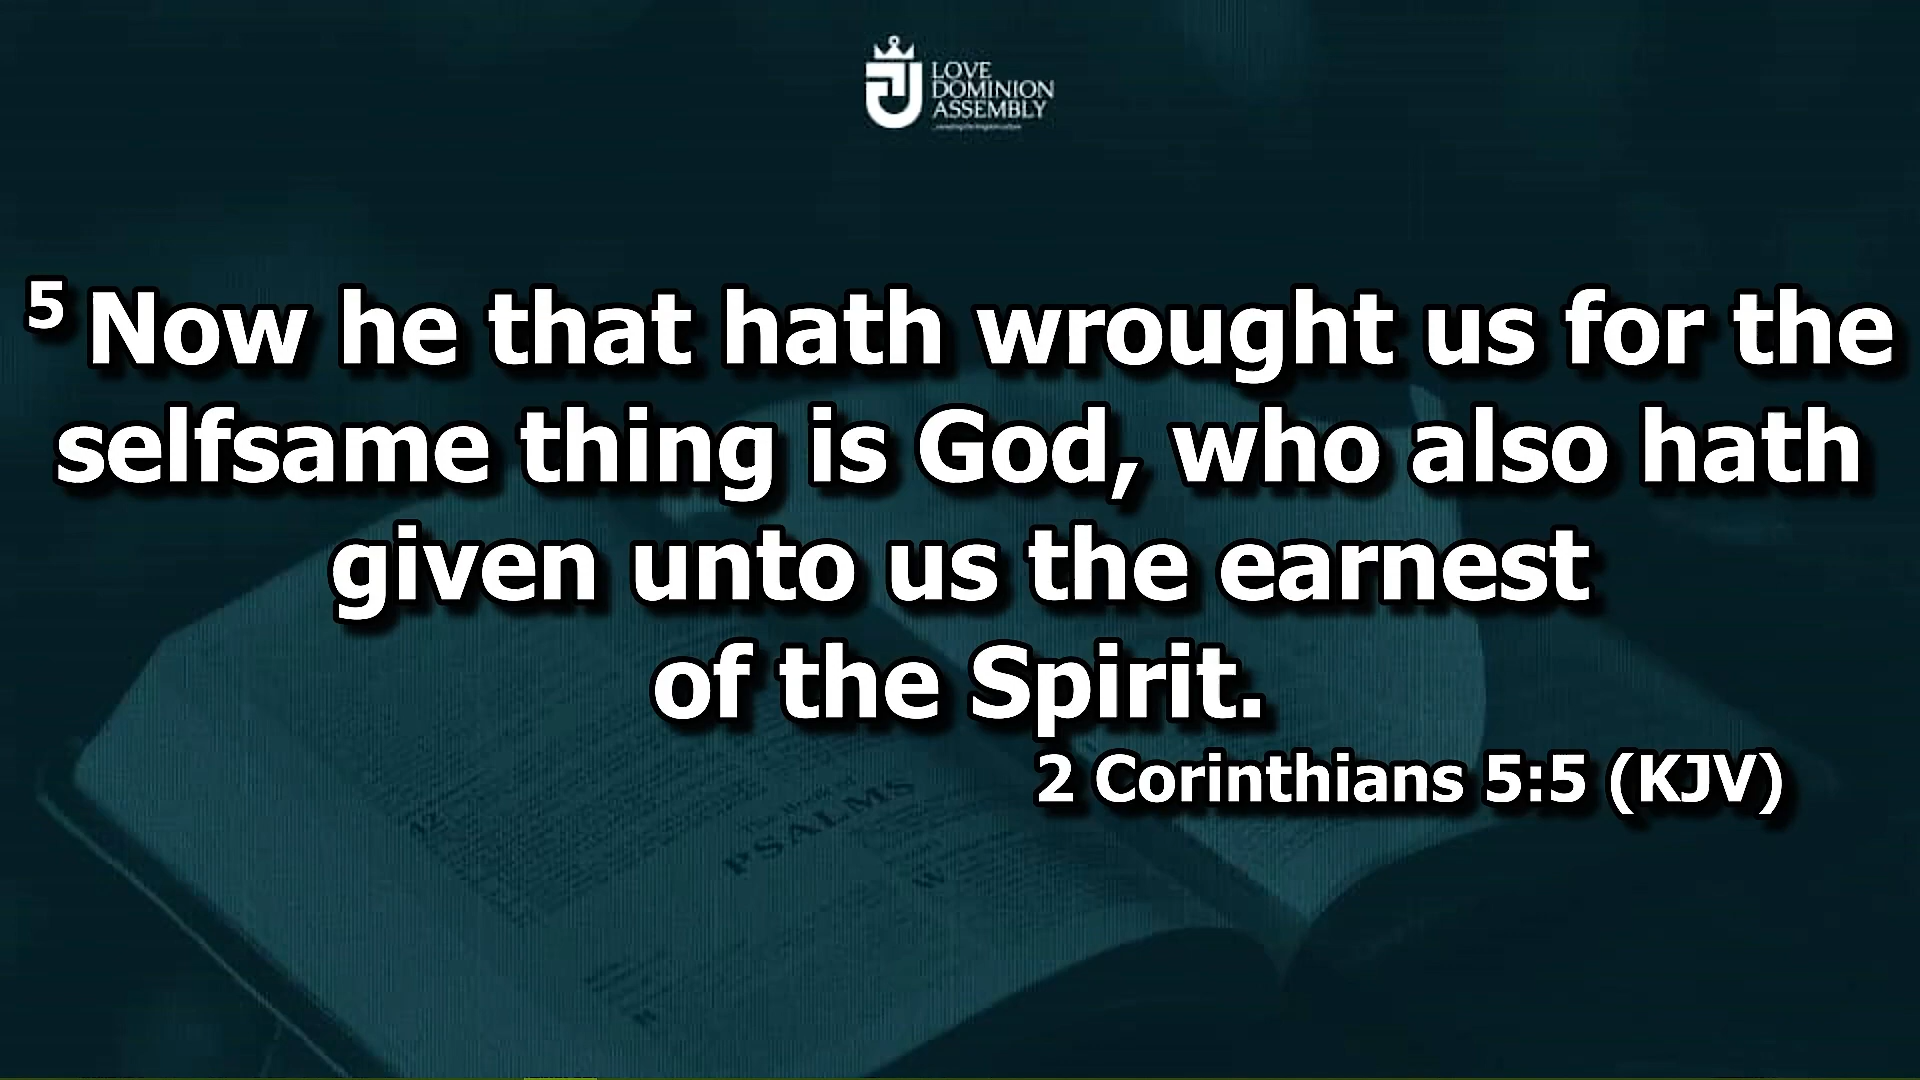 LOVE
DOMINION
ASSEMBLY
5 Now he that hath wrought us for the
selfsame thing is God, who also hath
given unto us the earnest
of the Spirit.
2 Corinthians 5:5 (KJV)
12
PSALMS